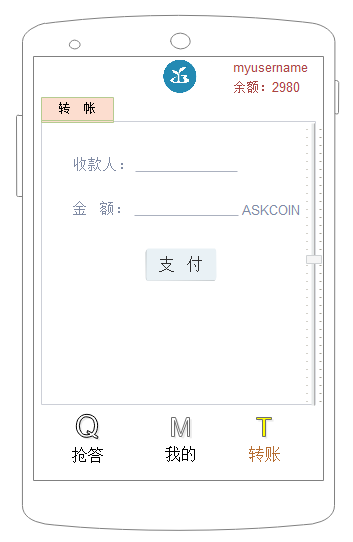 myusername
余额：2980
转 帐
收款人：
金 额： ASKCOIN
支 付
Q M T
抢答 我的 转账